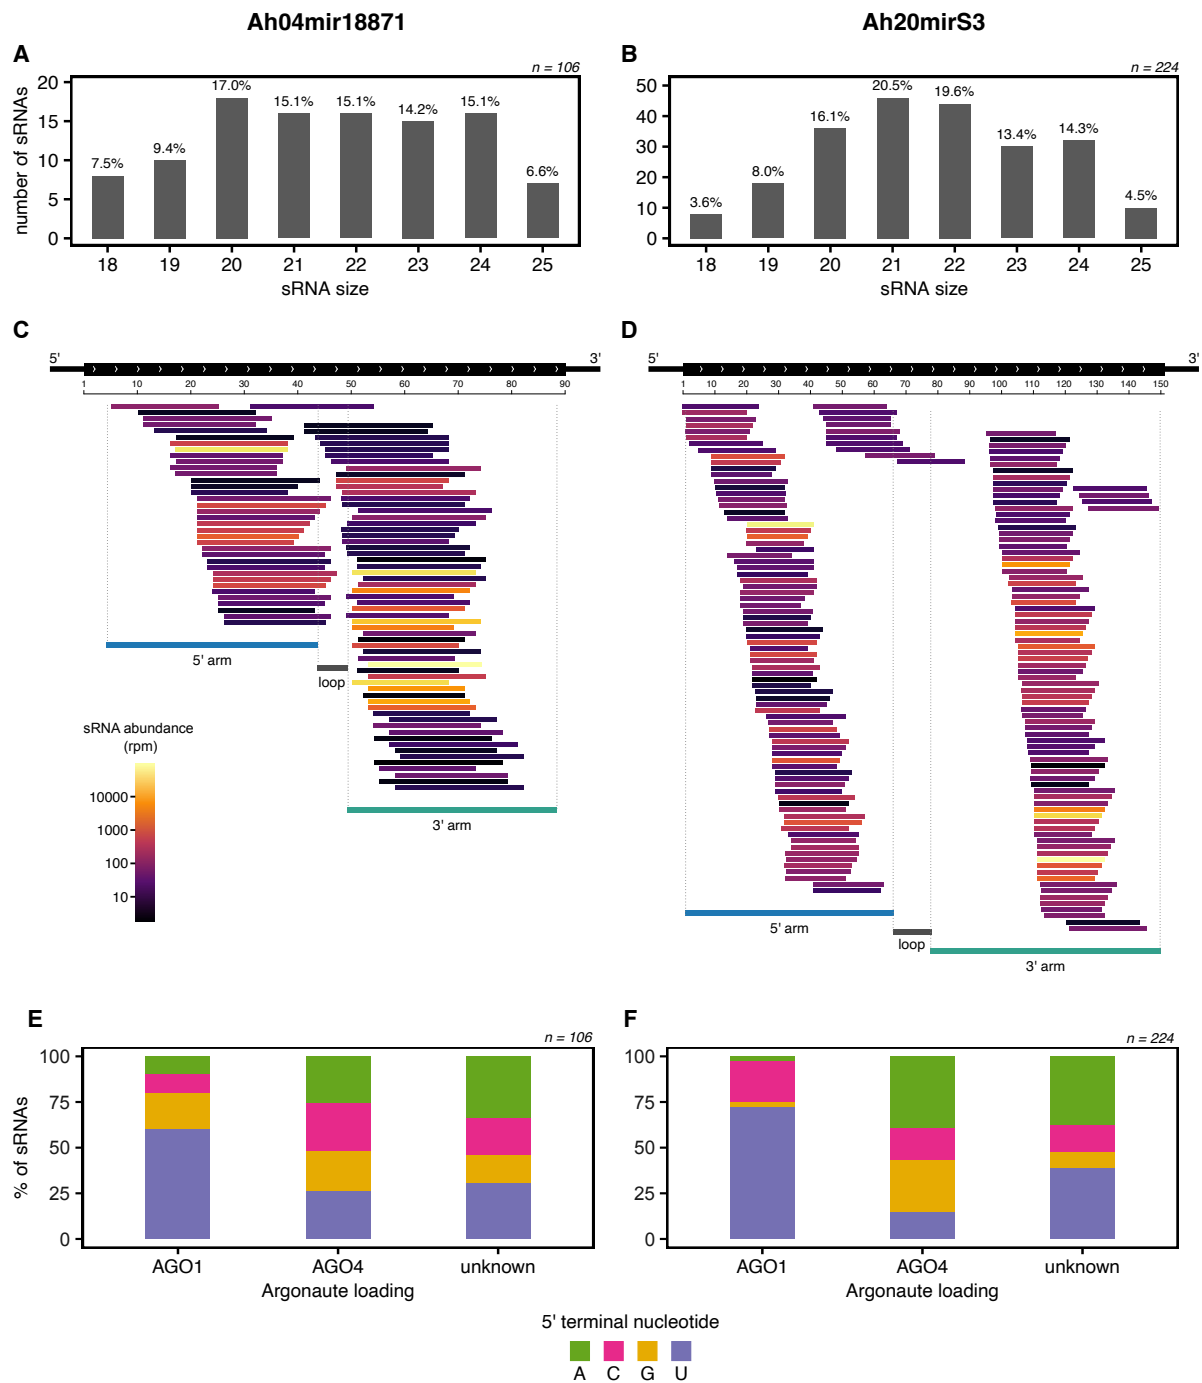 Ah04mir18871
Ah20mirS3
A
n = 106
number of sRNAs
20
15
10
5
0
7.5%
9.4%
17.0%
15.1%
15.1%
14.2%
15.1%
6.6%
18 19 20 21 22 23 24 25
sRNA size
B
n = 224
50
40
30
20
10
0
3.6%
8.0%
16.1%
20.5%
19.6%
13.4%
14.3%
4.5%
18 19 20 21 22 23 24 25
sRNA size
C
5' 3'
1 10 20 30 40 50 60 70 80 90
5' arm
loop
3' arm
sRNA abundance
(rpm)
10000
1000
100
10
D
5' 3'
1 10 20 30 40 50 60 70 80 90 100 110 120 130 140 150
5' arm
loop
3' arm
E
n = 106
% of sRNAs
100
75
50
25
0
AGO1 AGO4 unknown
Argonaute loading
F
n = 224
100
75
50
25
0
AGO1 AGO4 unknown
Argonaute loading
5' terminal nucleotide
A C G U